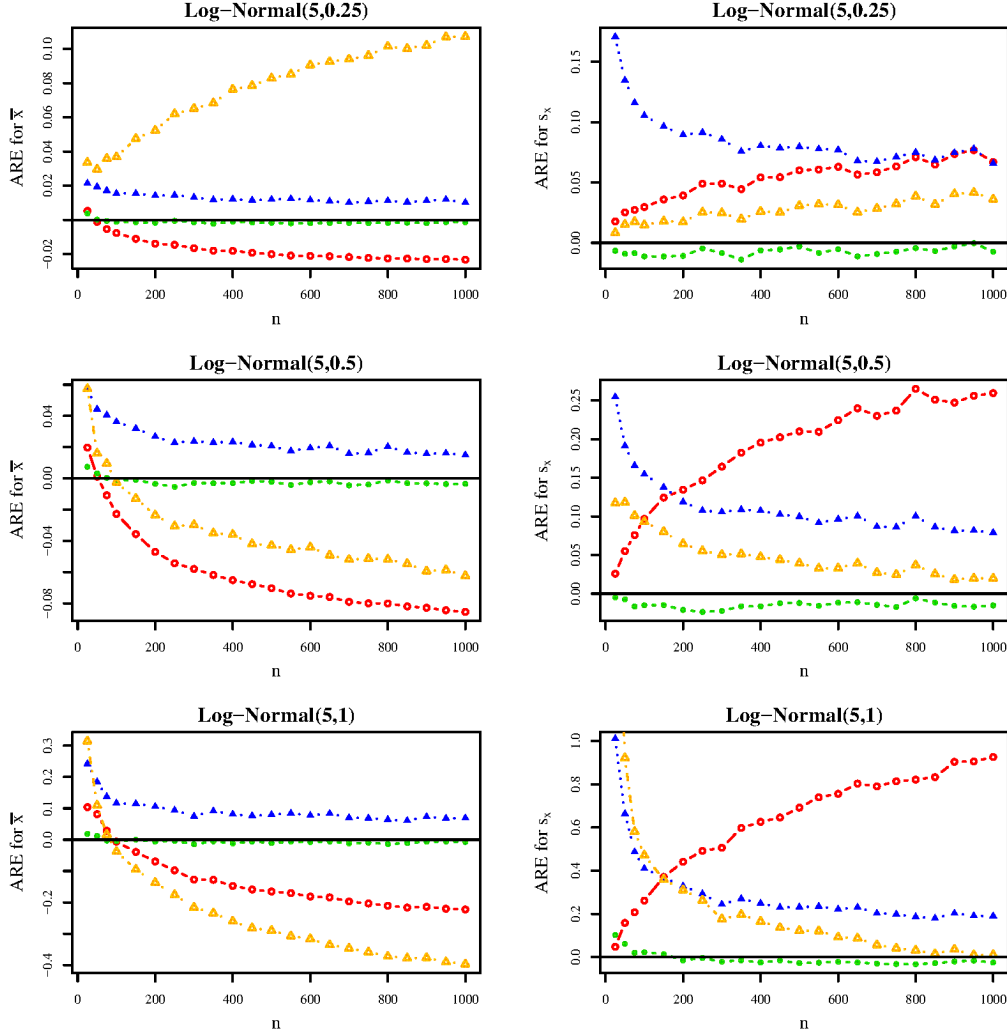 Log−Normal(5,0.25)
ARE for x̅
0.10
0.08
0.06
0.04
0.02
−0.02
0 200 400 600 800 1000
n
Log−Normal(5,0.25)
ARE for sx
0.15
0.10
0.05
0.00
0 200 400 600 800 1000
n
Log−Normal(5,0.5)
ARE for x̅
0.04
0.00
−0.04
−0.08
0 200 400 600 800 1000
n
Log−Normal(5,0.5)
ARE for sx
0.25
0.20
0.15
0.10
0.05
0.00
0 200 400 600 800 1000
n
Log−Normal(5,1)
ARE for x̅
0.3
0.2
0.1
0.0
−0.2
−0.4
0 200 400 600 800 1000
n
Log−Normal(5,1)
ARE for sx
1.0
0.8
0.6
0.4
0.2
0.0
0 200 400 600 800 1000
n